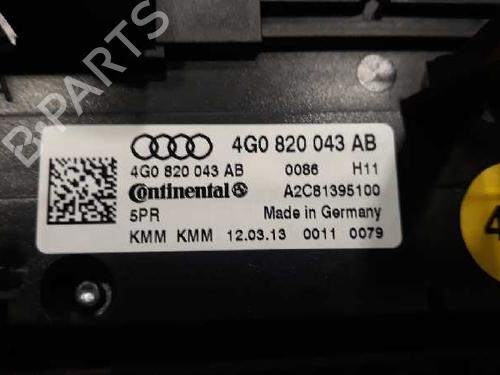 4G0 820 043 AB
4G0 820 043 AB 0086 H11
Continental A2C81395100
5PR Made in Germany
KMM KMM 12.03.13 0011 0079
4
B-PARTS